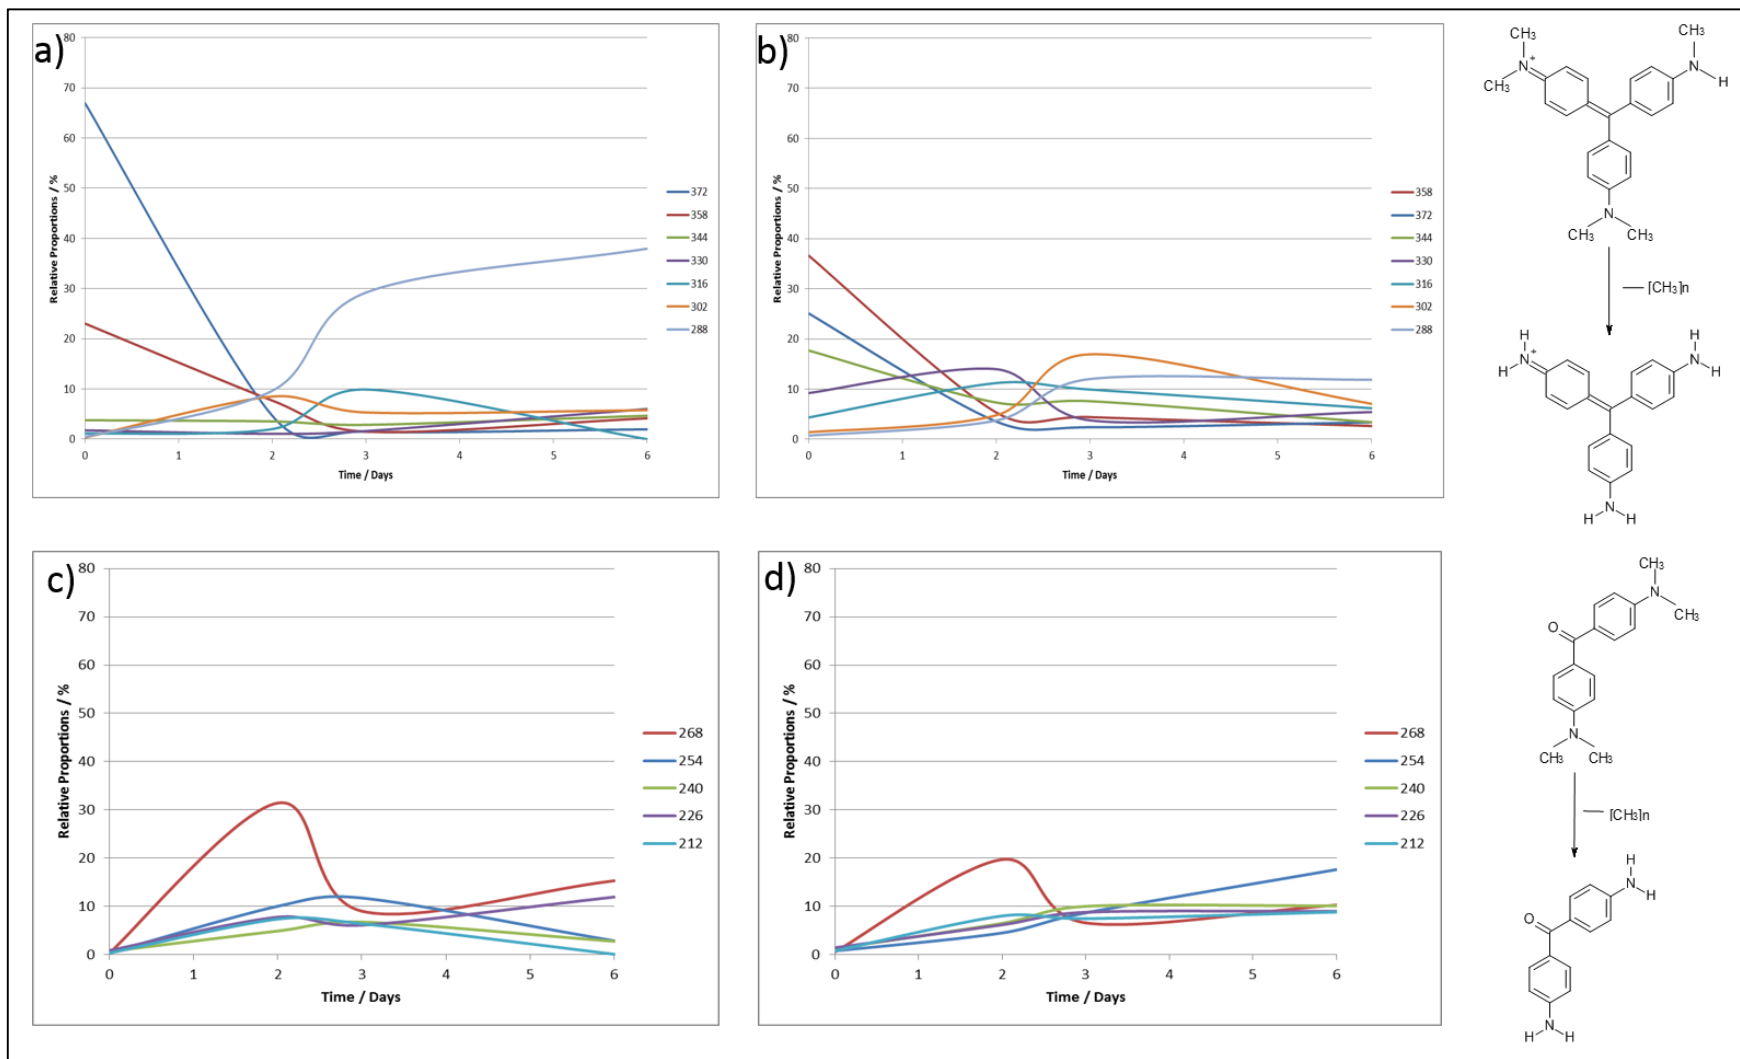 a)
80
70
60
50
40
30
20
10
0
Relative Proportions / %
0 1 2 3 4 5 6
Time / Days
372
358
344
330
316
302
288
b)
80
70
60
50
40
30
20
10
0
Relative Proportions / %
0 1 2 3 4 5 6
Time / Days
358
372
344
330
316
302
288
CH3
CH3
N+
CH3
N
H
N
CH3 CH3
[CH3]n
H
N+
H
H
N
H
N
H H
c)
80
70
60
50
40
30
20
10
0
Relative Proportions / %
0 1 2 3 4 5 6
Time / Days
268
254
240
226
212
d)
80
70
60
50
40
30
20
10
0
Relative Proportions / %
0 1 2 3 4 5 6
Time / Days
268
254
240
226
212
CH3
N
CH3
O
N
CH3 CH3
[CH3]n
H
N
H
O
N
H H